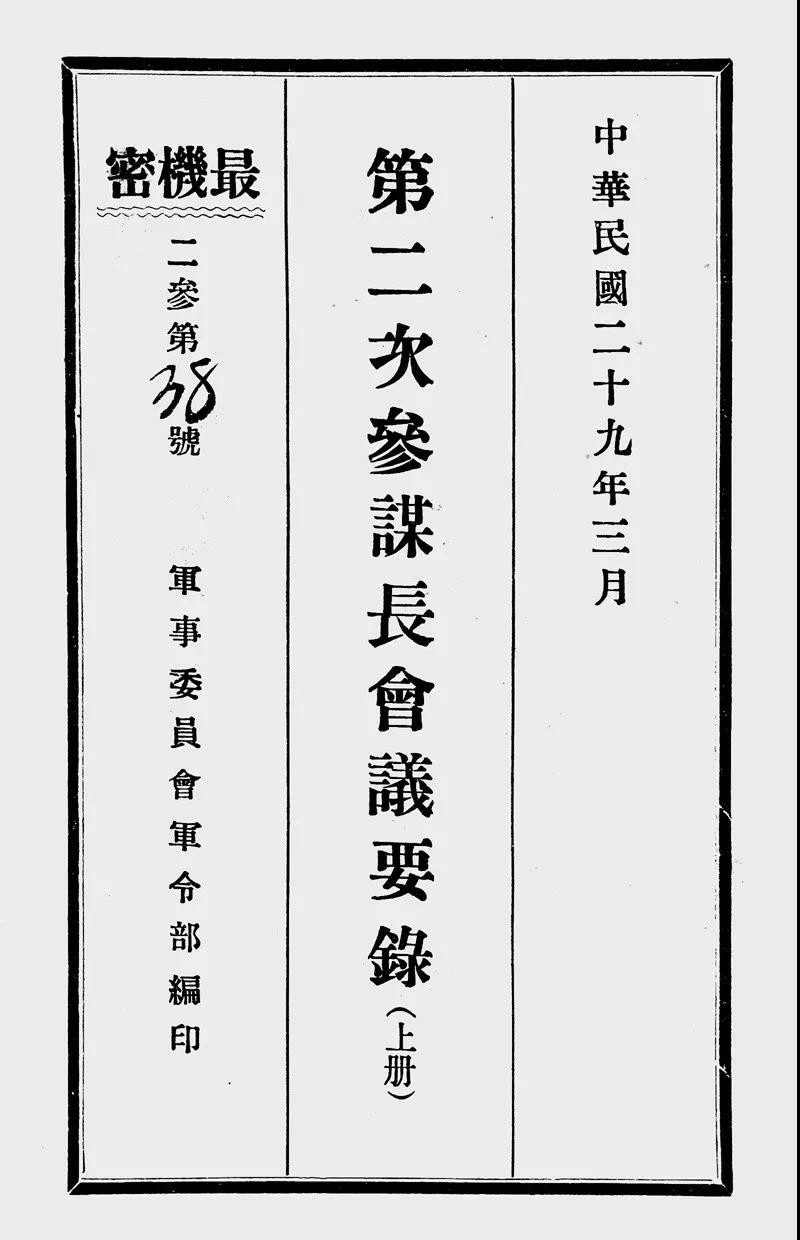 中華民國二十九年三月
第二次參謀長會議要錄(上册)
最機密
二參第38號
軍事委員會軍令部編印